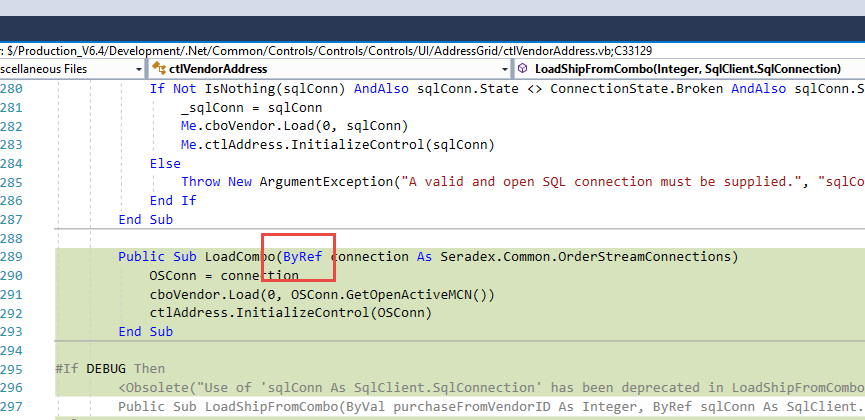 r: $/Production_V6.4/Development/.Net/Common/Controls/Controls/Controls/UI/AddressGrid/ctlVendorAddress.vb;C33129
scellaneous Files ctlVendorAddress LoadShipFromCombo(Integer, SqlClient.SqlConnection)
280 If Not IsNothing(sqlConn) AndAlso sqlConn.State <> ConnectionState.Broken AndAlso sqlConn.S
281 _sqlConn = sqlConn
282 Me.cboVendor.Load(0, sqlConn)
283 Me.ctlAddress.InitializeControl(sqlConn)
284 Else
285 Throw New ArgumentException("A valid and open SQL connection must be supplied.", "sqlCo
286 End If
287 End Sub
288
289 Public Sub LoadCombo(ByRef connection As Seradex.Common.OrderStreamConnections)
290 OSConn = connection
291 cboVendor.Load(0, OSConn.GetOpenActiveMCN())
292 ctlAddress.InitializeControl(OSConn)
293 End Sub
294
295 #If DEBUG Then
296 <Obsolete("Use of 'sqlConn As SqlClient.SqlConnection' has been deprecated in LoadShipFromCombo
297 Public Sub LoadShipFromCombo(ByVal purchaseFromVendorID As Integer, ByRef sqlConn As SqlClient.